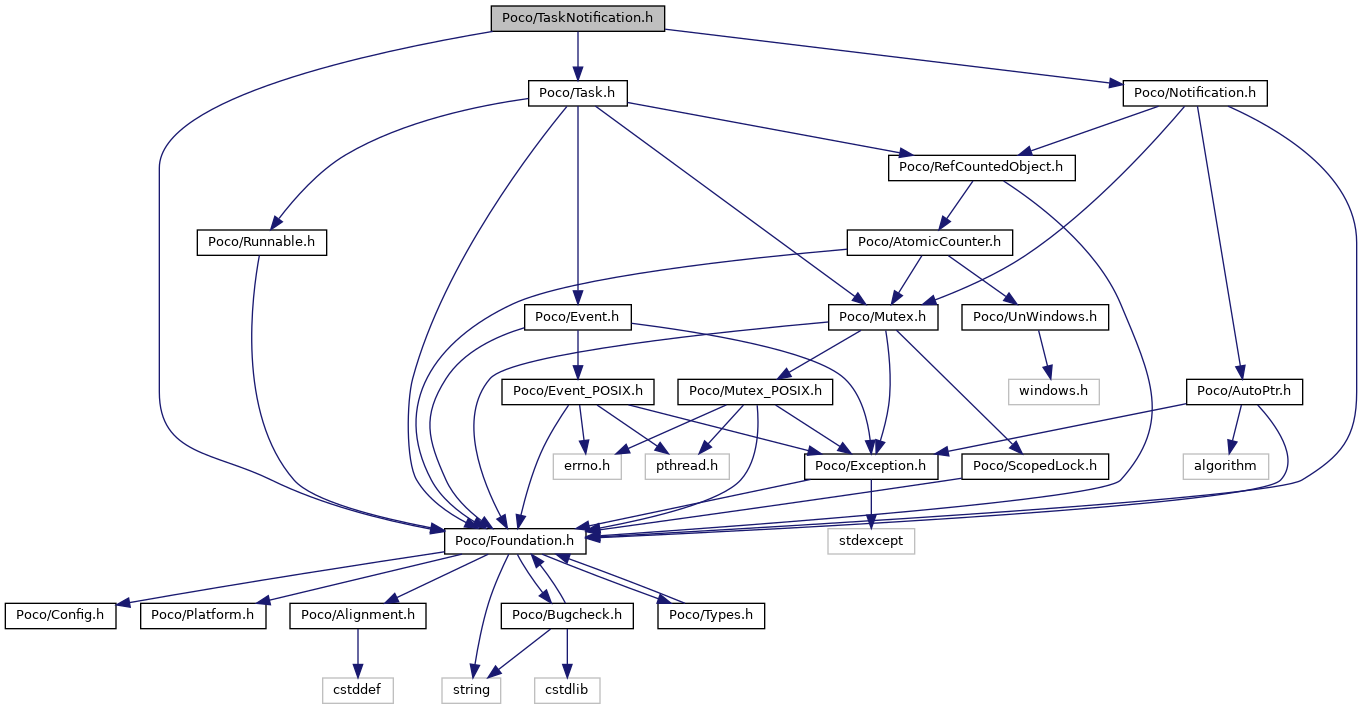 Poco/TaskNotification.h
Poco/Task.h
Poco/Notification.h
Poco/RefCountedObject.h
Poco/Runnable.h
Poco/AtomicCounter.h
Poco/Event.h
Poco/Mutex.h
Poco/UnWindows.h
Poco/Event_POSIX.h
Poco/Mutex_POSIX.h
windows.h
Poco/AutoPtr.h
errno.h
pthread.h
Poco/Exception.h
Poco/ScopedLock.h
algorithm
Poco/Foundation.h
stdexcept
Poco/Config.h
Poco/Platform.h
Poco/Alignment.h
Poco/Bugcheck.h
Poco/Types.h
cstddef
string
cstdlib